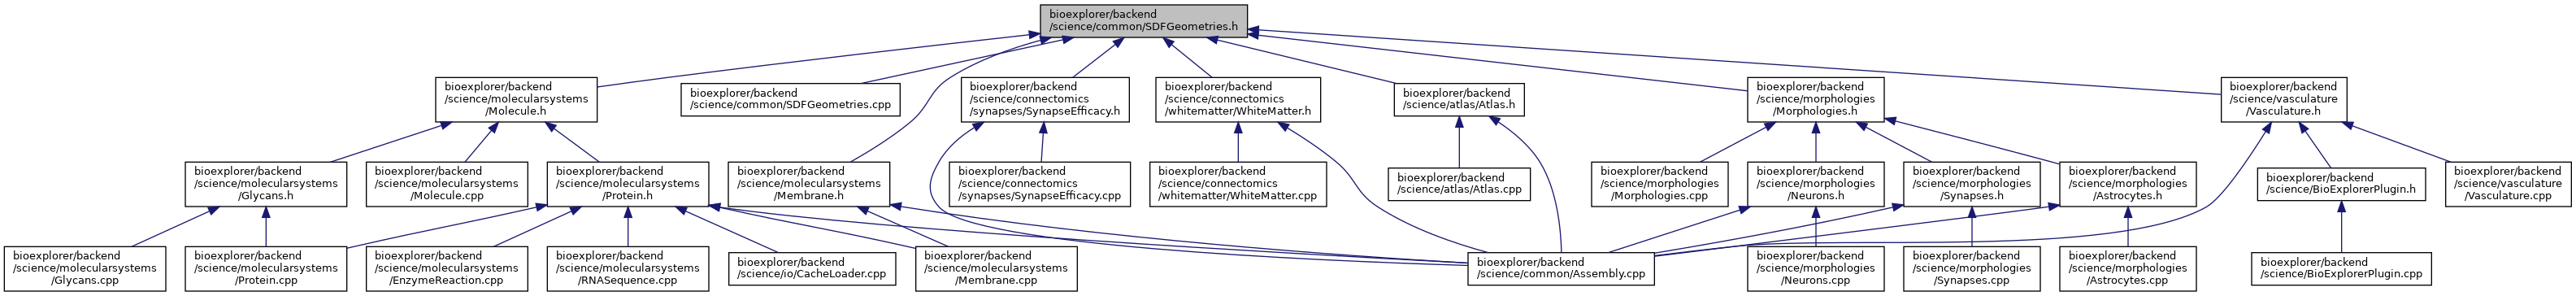 bioexplorer/backend
/science/common/SDFGeometries.h
bioexplorer/backend
/science/molecularsystems
/Molecule.h
bioexplorer/backend
/science/common/SDFGeometries.cpp
bioexplorer/backend
/science/connectomics
/synapses/SynapseEfficacy.h
bioexplorer/backend
/science/connectomics
/whitematter/WhiteMatter.h
bioexplorer/backend
/science/atlas/Atlas.h
bioexplorer/backend
/science/morphologies
/Morphologies.h
bioexplorer/backend
/science/vasculature
/Vasculature.h
bioexplorer/backend
/science/molecularsystems
/Glycans.h
bioexplorer/backend
/science/molecularsystems
/Molecule.cpp
bioexplorer/backend
/science/molecularsystems
/Protein.h
bioexplorer/backend
/science/molecularsystems
/Membrane.h
bioexplorer/backend
/science/connectomics
/synapses/SynapseEfficacy.cpp
bioexplorer/backend
/science/connectomics
/whitematter/WhiteMatter.cpp
bioexplorer/backend
/science/atlas/Atlas.cpp
bioexplorer/backend
/science/morphologies
/Morphologies.cpp
bioexplorer/backend
/science/morphologies
/Neurons.h
bioexplorer/backend
/science/morphologies
/Synapses.h
bioexplorer/backend
/science/morphologies
/Astrocytes.h
bioexplorer/backend
/science/BioExplorerPlugin.h
bioexplorer/backend
/science/vasculature
/Vasculature.cpp
bioexplorer/backend
/science/molecularsystems
/Glycans.cpp
bioexplorer/backend
/science/molecularsystems
/Protein.cpp
bioexplorer/backend
/science/molecularsystems
/EnzymeReaction.cpp
bioexplorer/backend
/science/molecularsystems
/RNASequence.cpp
bioexplorer/backend
/science/io/CacheLoader.cpp
bioexplorer/backend
/science/molecularsystems
/Membrane.cpp
bioexplorer/backend
/science/common/Assembly.cpp
bioexplorer/backend
/science/morphologies
/Neurons.cpp
bioexplorer/backend
/science/morphologies
/Synapses.cpp
bioexplorer/backend
/science/morphologies
/Astrocytes.cpp
bioexplorer/backend
/science/BioExplorerPlugin.cpp